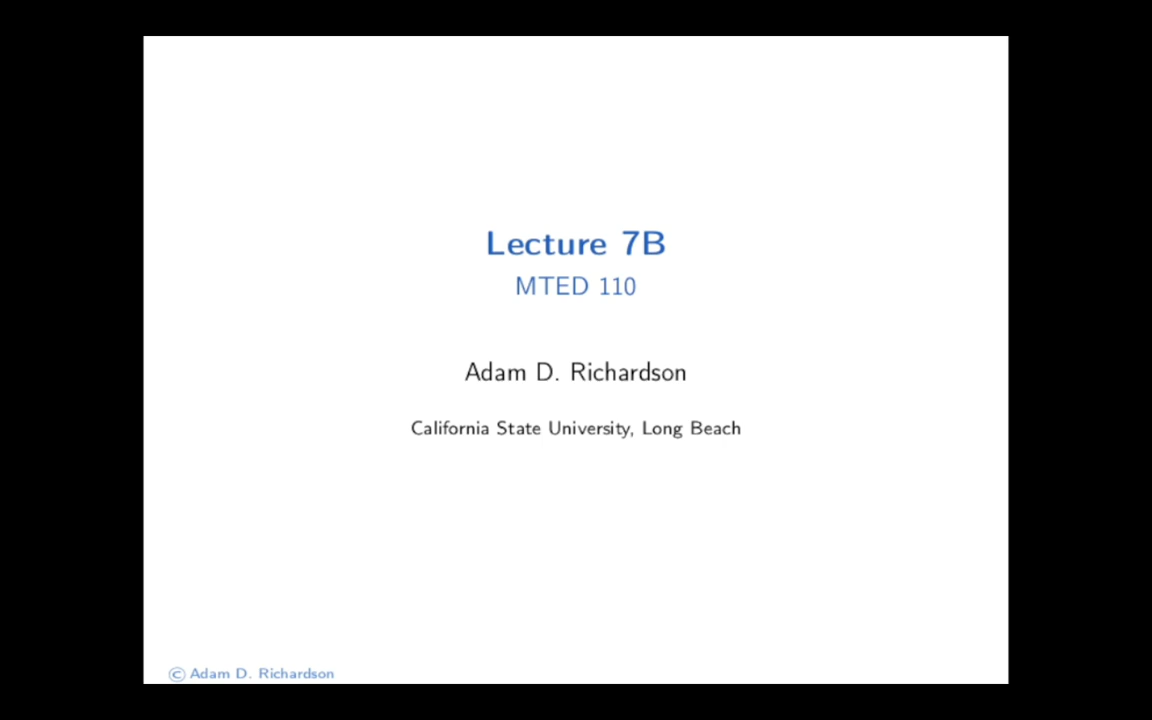 Lecture 7B
MTED 110
Adam D. Richardson
California State University, Long Beach
© Adam D. Richardson